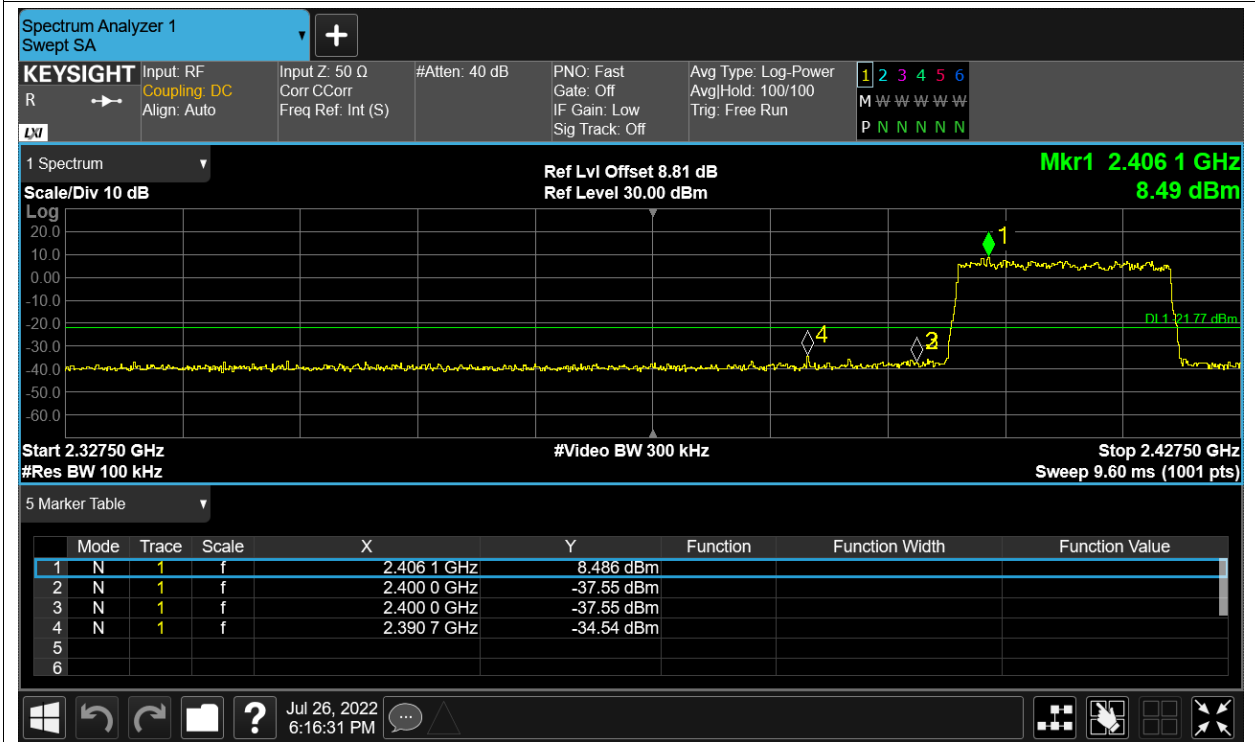 Spectrum Analyzer 1
Swept SA
KEYSIGHT Input: RF Input Z: 50 Ω #Atten: 40 dB PNO: Fast Avg Type: Log-Power 1 2 3 4 5 6
R Coupling: DC Corr CCorr Gate: Off Avg|Hold: 100/100 M W W W W W
Align: Auto Freq Ref: Int (S) IF Gain: Low Trig: Free Run
LXI Sig Track: Off P N N N N N
1 Spectrum Ref Lvl Offset 8.81 dB Mkr1 2.406 1 GHz
Scale/Div 10 dB Ref Level 30.00 dBm 8.49 dBm
Log
20.0 1
10.0
0.00
-10.0
-20.0 DL1 -21.77 dBm
-30.0 4
-40.0
-50.0
-60.0
Start 2.32750 GHz #Video BW 300 kHz Stop 2.42750 GHz
#Res BW 100 kHz Sweep 9.60 ms (1001 pts)
5 Marker Table
Mode Trace Scale X Y Function Function Width Function Value
1 N 1 f 2.406 1 GHz 8.486 dBm
2 N 1 f 2.400 0 GHz -37.55 dBm
3 N 1 f 2.400 0 GHz -37.55 dBm
4 N 1 f 2.390 7 GHz -34.54 dBm
5
6
? Jul 26, 2022
6:16:31 PM